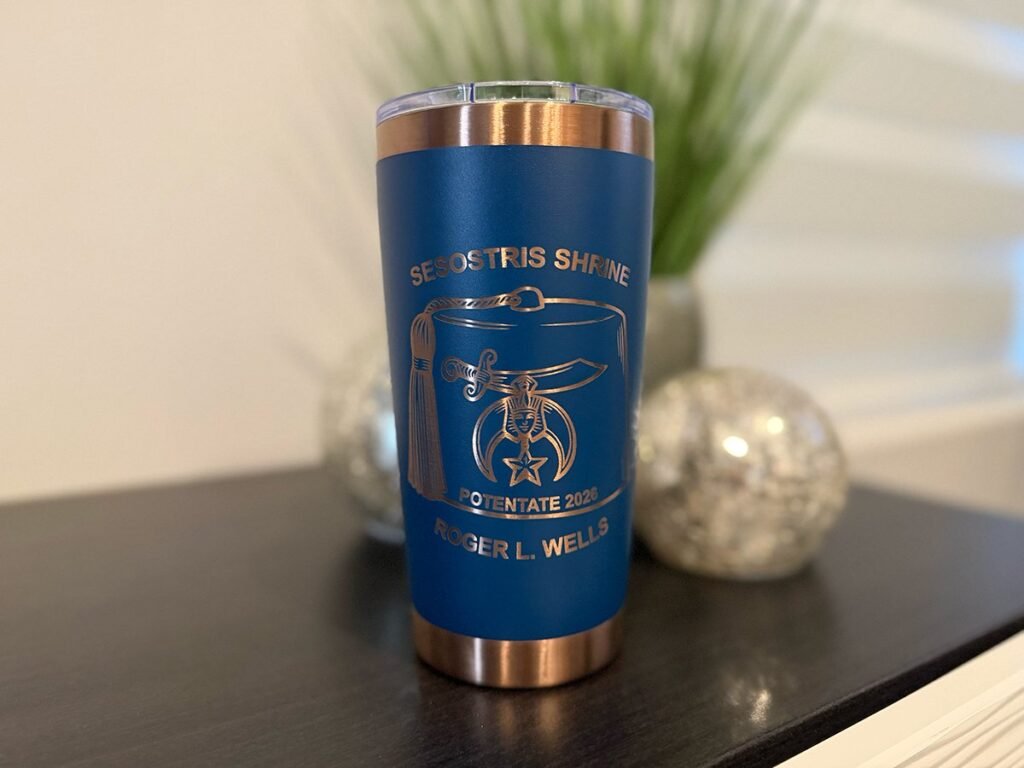 SESOSTRIS SHRINE
POTENTATE 2026
ROGER L. WELLS